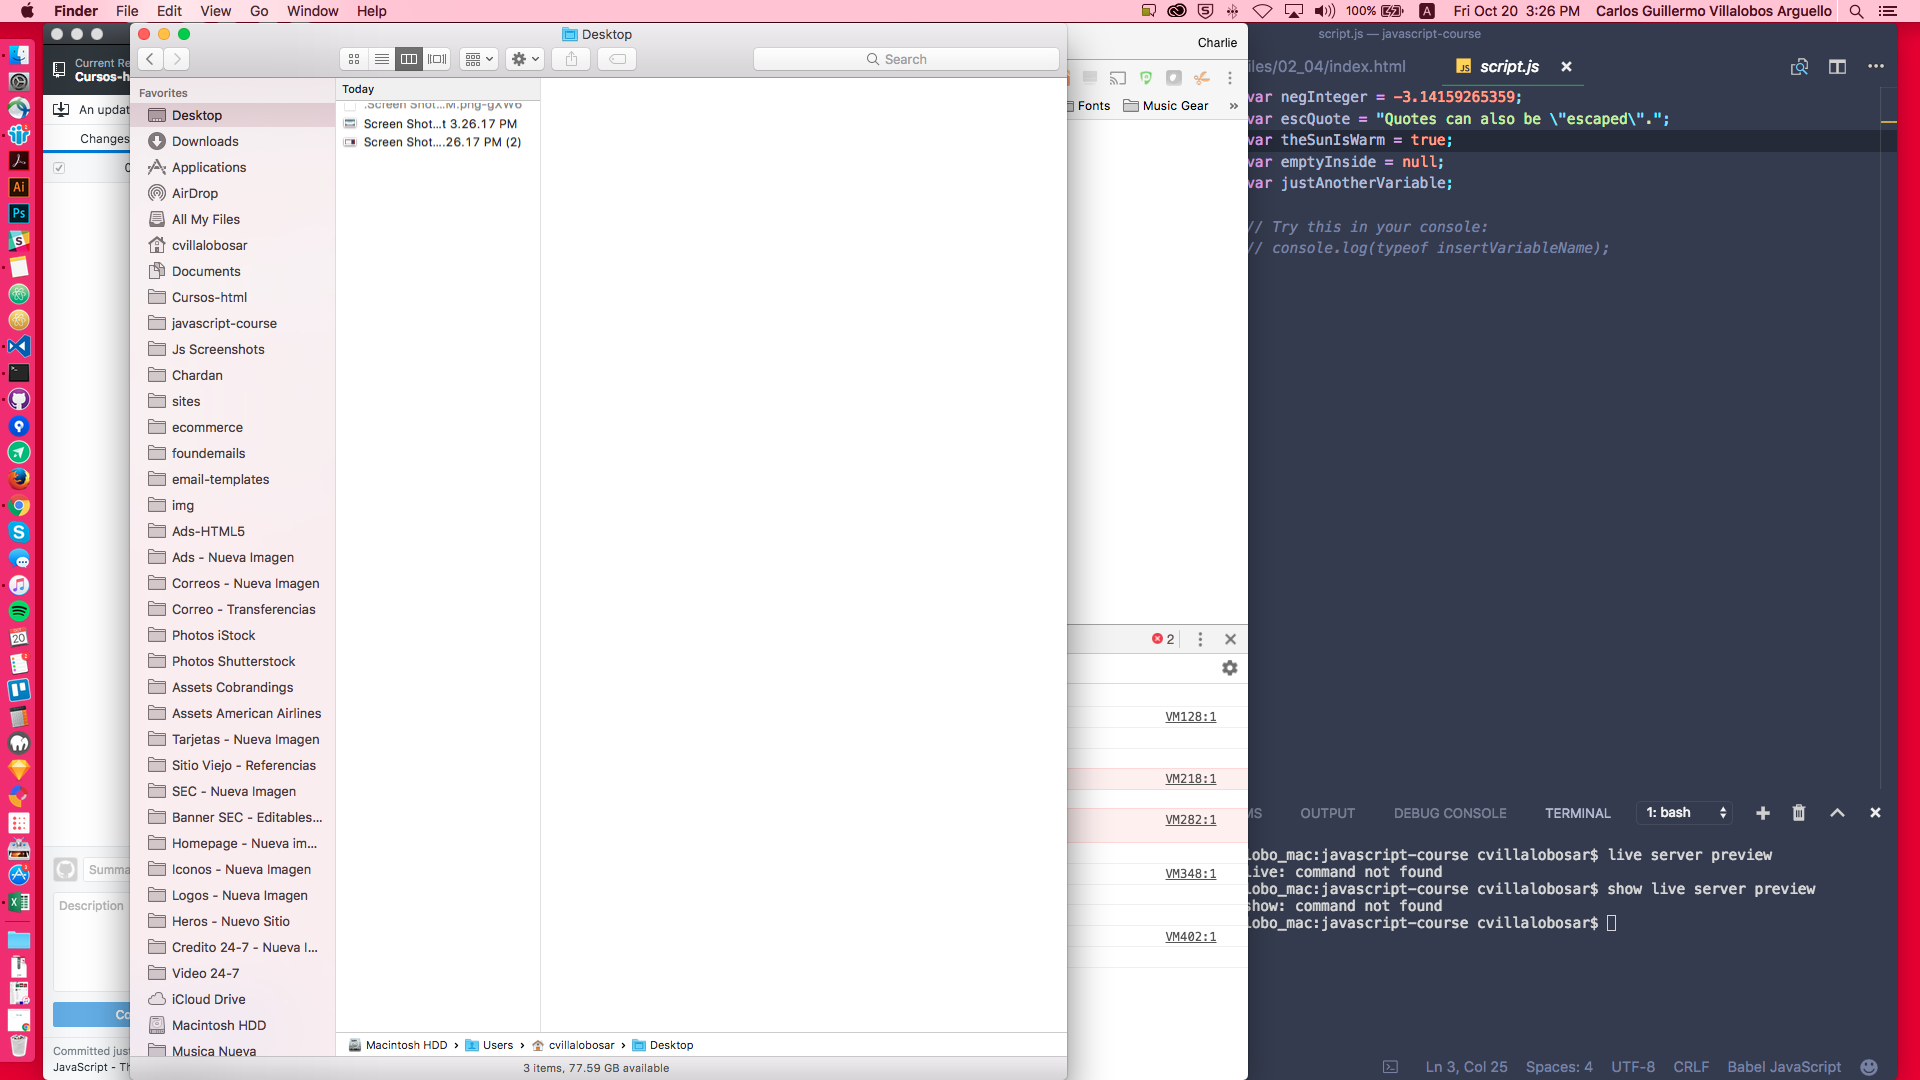 Finder File Edit View Go Window Help
100% Fri Oct 20 3:26 PM Carlos Guillermo Villalobos Arguello
Desktop
Search
Current Re
Cursos-h
An updat
Changes
0
Summa
Description
Co
Committed just
JavaScript - Th
Favorites
Desktop
Downloads
Applications
AirDrop
All My Files
cvillalobosar
Documents
Cursos-html
javascript-course
Js Screenshots
Chardan
sites
ecommerce
foundemails
email-templates
img
Ads-HTML5
Ads - Nueva Imagen
Correos - Nueva Imagen
Correo - Transferencias
Photos iStock
Photos Shutterstock
Assets Cobrandings
Assets American Airlines
Tarjetas - Nueva Imagen
Sitio Viejo - Referencias
SEC - Nueva Imagen
Banner SEC - Editables...
Homepage - Nueva im...
Iconos - Nueva Imagen
Logos - Nueva Imagen
Heros - Nuevo Sitio
Credito 24-7 - Nueva I...
Video 24-7
iCloud Drive
Macintosh HDD
Musica Nueva
Today
.Screen Shot...M.png-gXW6
Screen Shot...t 3.26.17 PM
Screen Shot....26.17 PM (2)
Macintosh HDD › Users › cvillalobosar › Desktop
3 items, 77.59 GB available
Charlie
Fonts Music Gear »
2
VM128:1
VM218:1
VM282:1
VM348:1
VM402:1
script.js — javascript-course
iles/02_04/index.html script.js
var negInteger = -3.14159265359;
var escQuote = "Quotes can also be \"escaped\".";
var theSunIsWarm = true;
var emptyInside = null;
var justAnotherVariable;
// Try this in your console:
// console.log(typeof insertVariableName);
MS OUTPUT DEBUG CONSOLE TERMINAL 1: bash
lobo_mac:javascript-course cvillalobosar$ live server preview
live: command not found
lobo_mac:javascript-course cvillalobosar$ show live server preview
show: command not found
lobo_mac:javascript-course cvillalobosar$
Ln 3, Col 25 Spaces: 4 UTF-8 CRLF Babel JavaScript